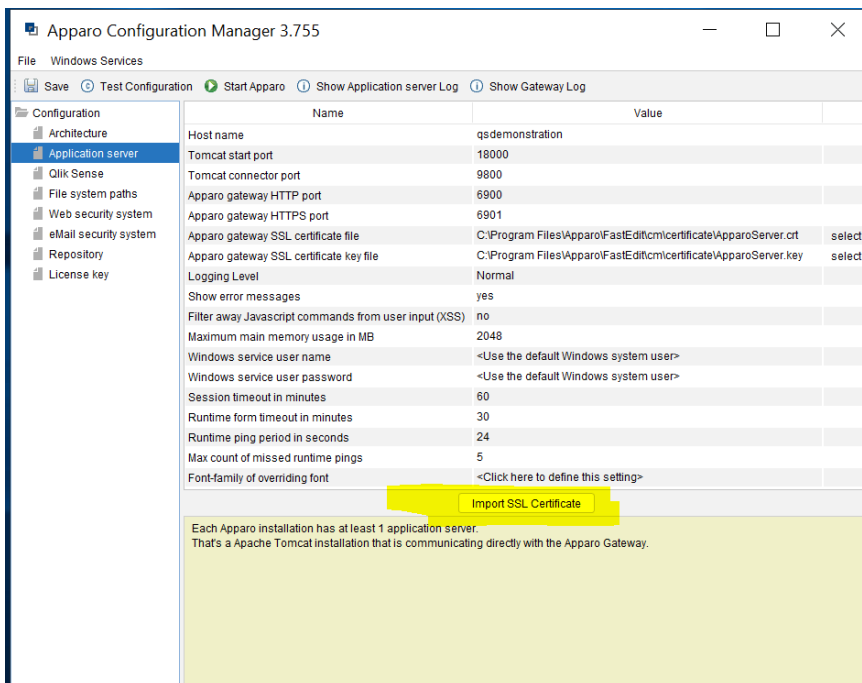 Apparo Configuration Manager 3.755
File Windows Services
Save Test Configuration Start Apparo Show Application server Log Show Gateway Log
Configuration
Architecture
Application server
Qlik Sense
File system paths
Web security system
eMail security system
Repository
License key
Name Value
Host name qsdemonstration
Tomcat start port 18000
Tomcat connector port 9800
Apparo gateway HTTP port 6900
Apparo gateway HTTPS port 6901
Apparo gateway SSL certificate file C:\Program Files\Apparo\FastEdit\cm\certificate\ApparoServer.crt select
Apparo gateway SSL certificate key file C:\Program Files\Apparo\FastEdit\cm\certificate\ApparoServer.key select
Logging Level Normal
Show error messages yes
Filter away Javascript commands from user input (XSS) no
Maximum main memory usage in MB 2048
Windows service user name <Use the default Windows system user>
Windows service user password <Use the default Windows system user>
Session timeout in minutes 60
Runtime form timeout in minutes 30
Runtime ping period in seconds 24
Max count of missed runtime pings 5
Font-family of overriding font <Click here to define this setting>
Import SSL Certificate
Each Apparo installation has at least 1 application server.
That's a Apache Tomcat installation that is communicating directly with the Apparo Gateway.